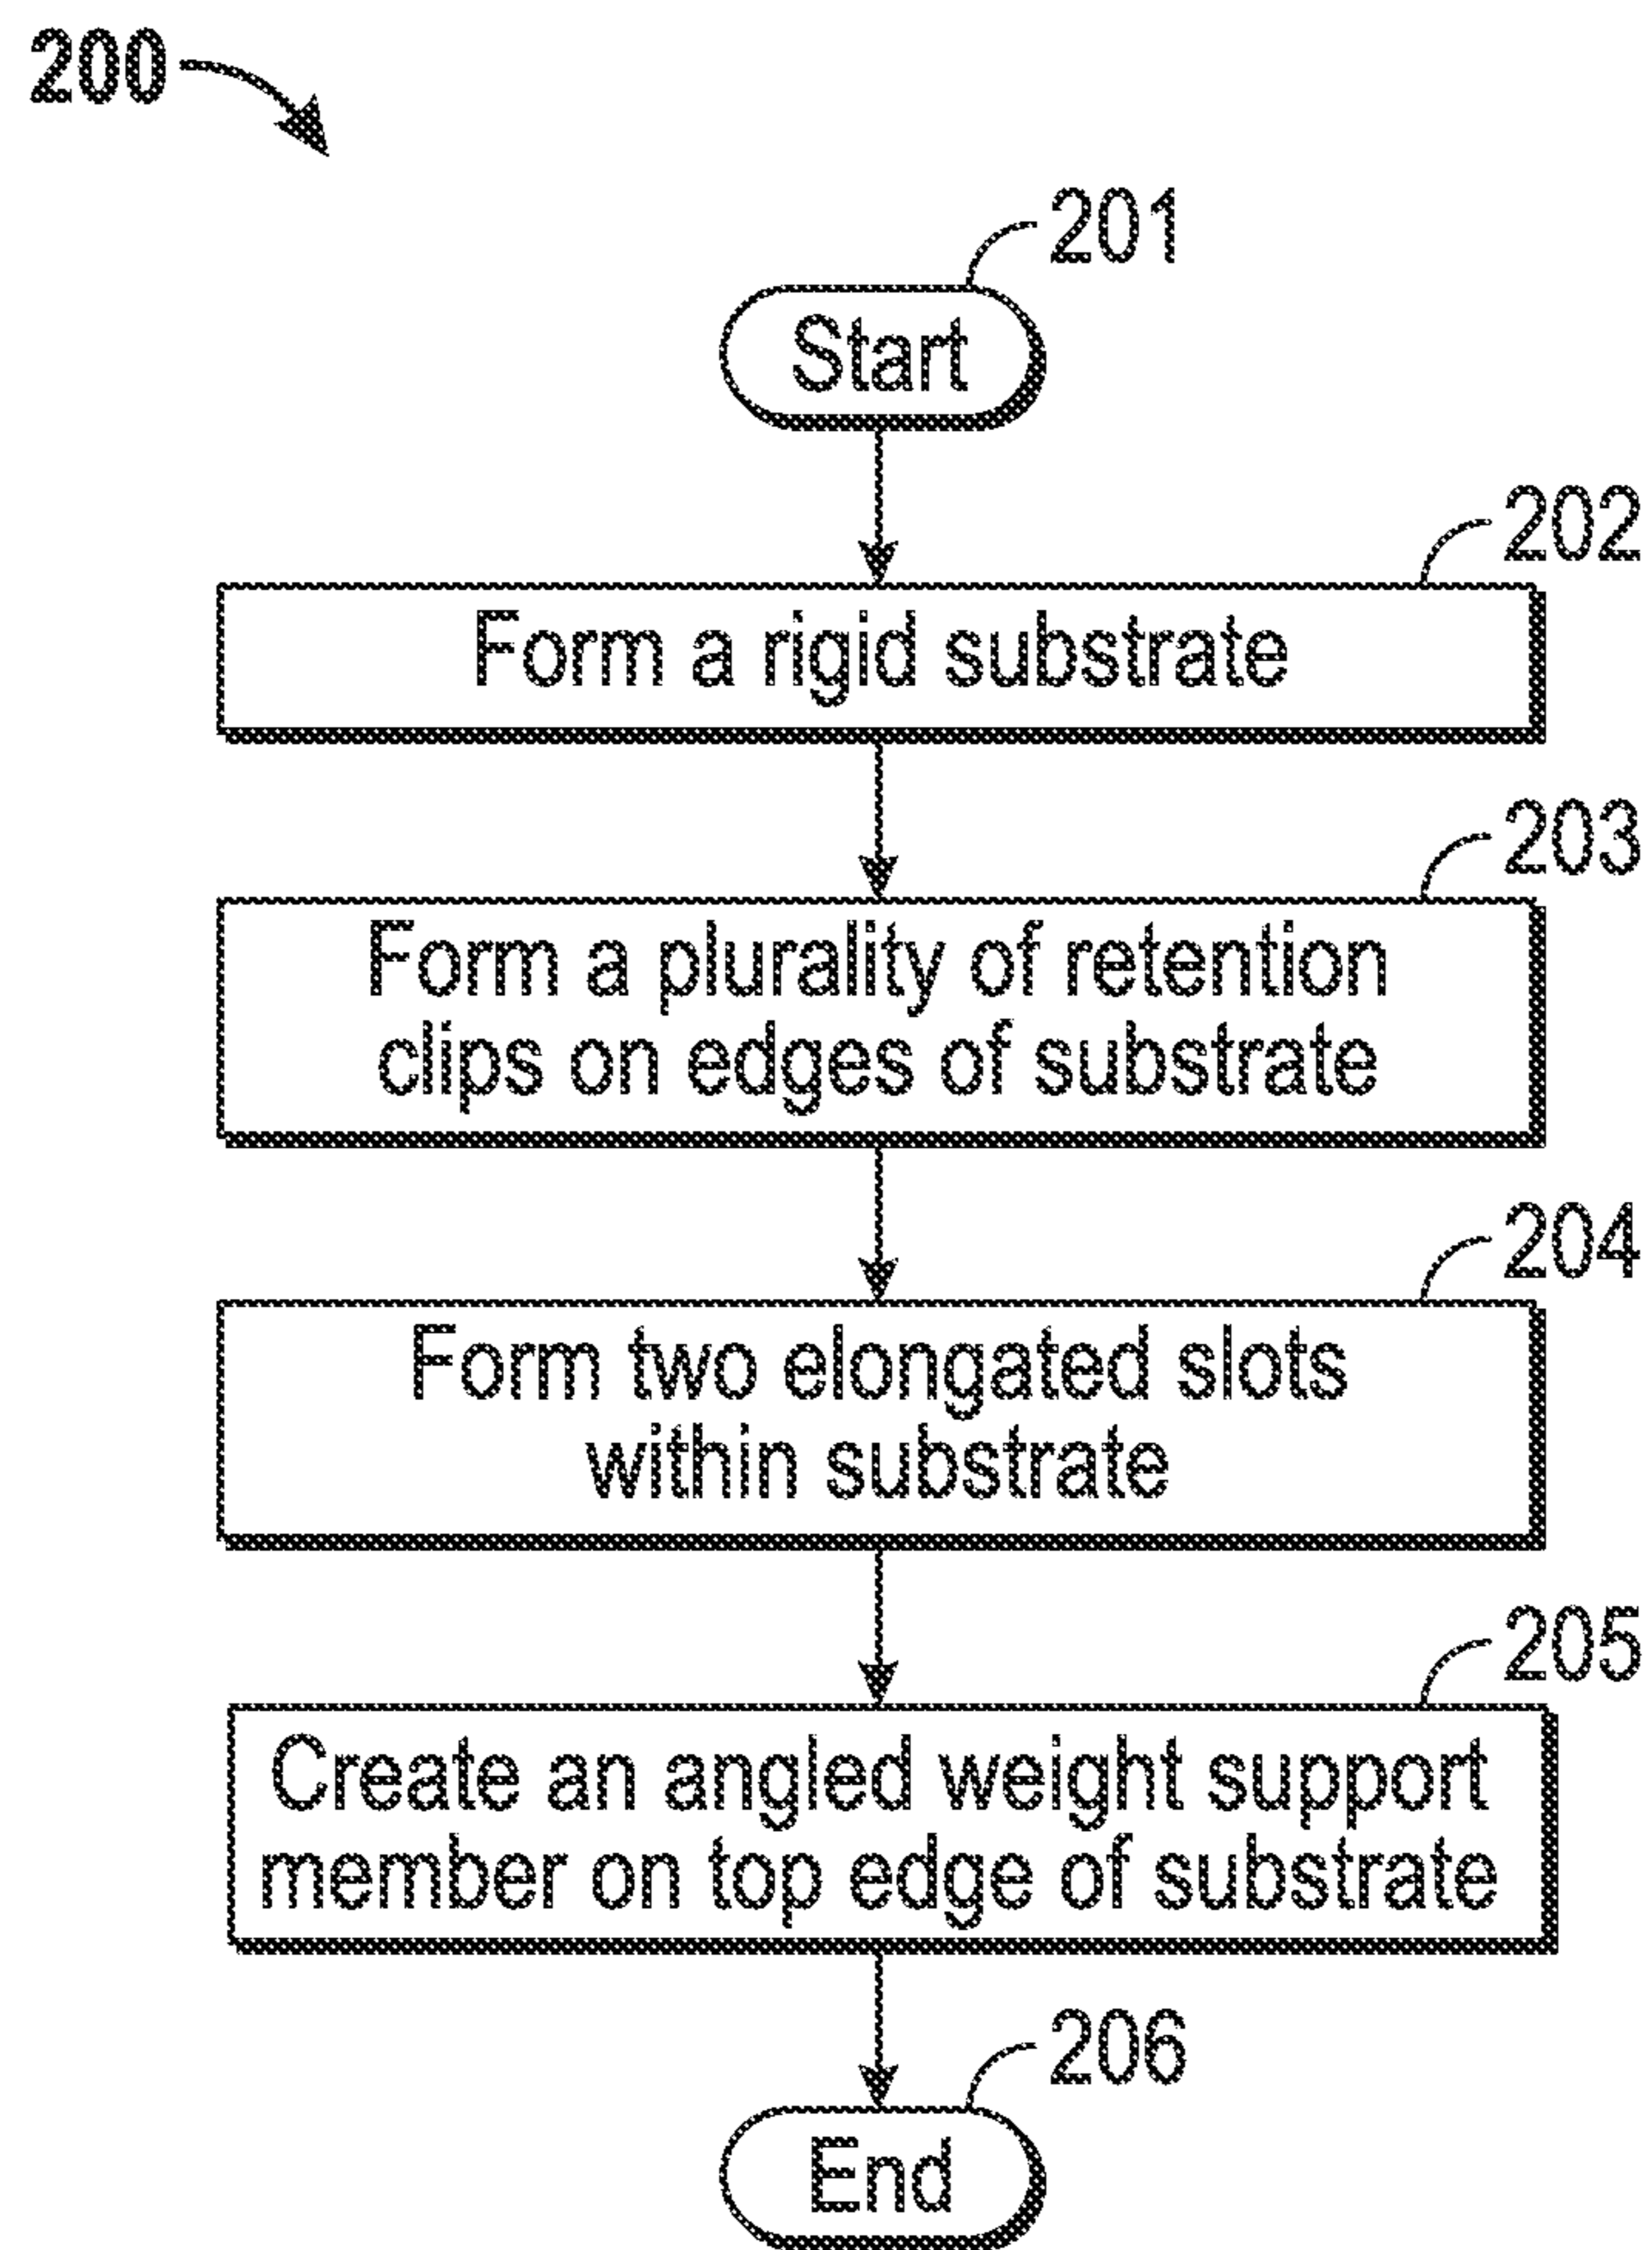 200
201
Start
202
Form a rigid substrate
203
Form a plurality of retention
clips on edges of substrate
204
Form two elongated slots
within substrate
205
Create an angled weight support
member on top edge of substrate
206
End